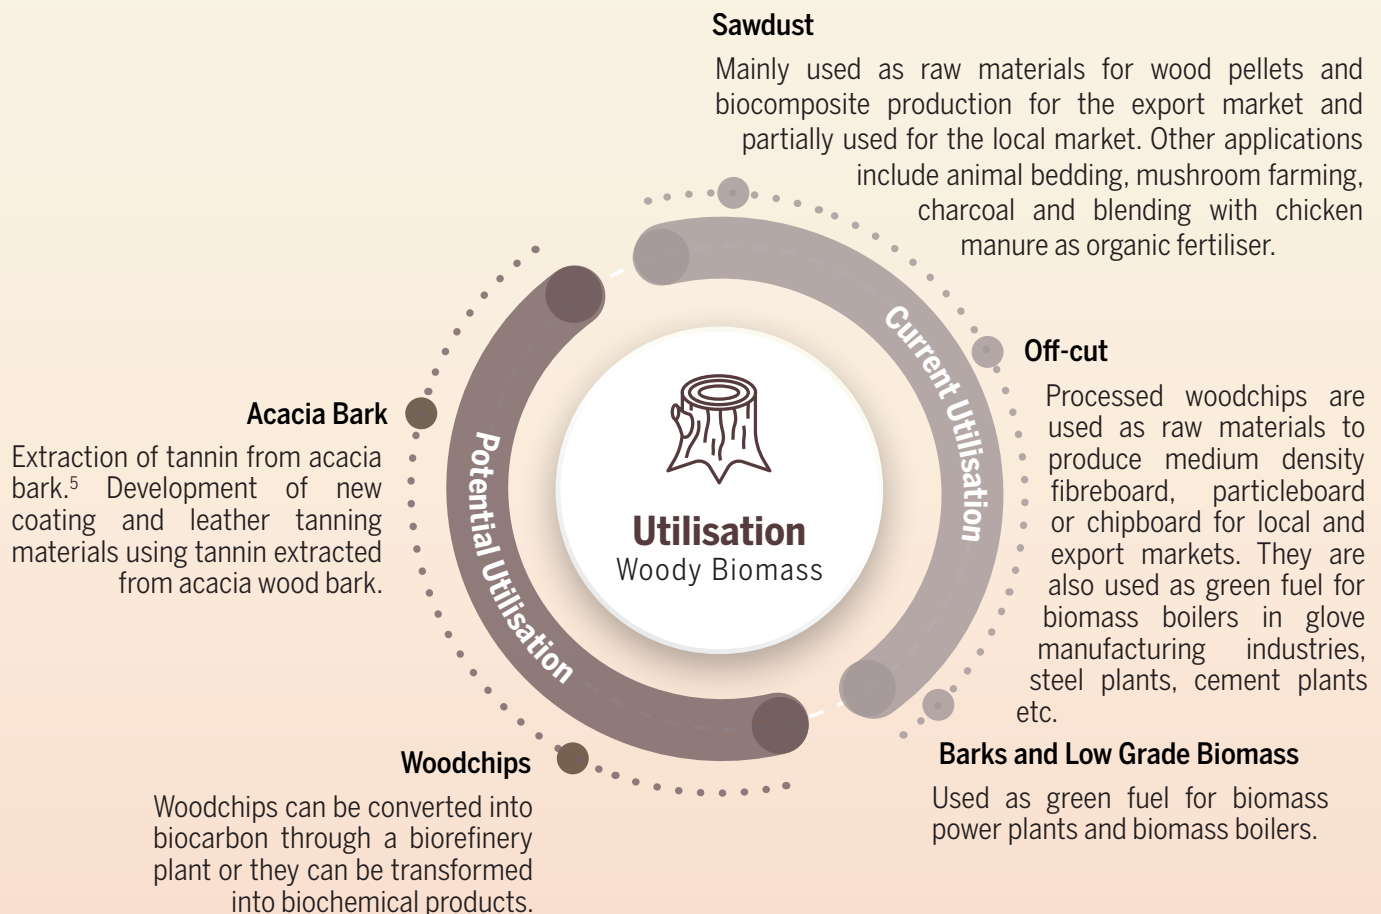 Sawdust
Mainly used as raw materials for wood pellets and
biocomposite production for the export market and
partially used for the local market. Other applications
include animal bedding, mushroom farming,
charcoal and blending with chicken
manure as organic fertiliser.
Current Utilisation
Off-cut
Processed woodchips are
used as raw materials to
produce medium density
fibreboard, particleboard
or chipboard for local and
export markets. They are
also used as green fuel for
biomass boilers in glove
manufacturing industries,
steel plants, cement plants
etc.
Barks and Low Grade Biomass
Used as green fuel for biomass
power plants and biomass boilers.
Utilisation
Woody Biomass
Potential Utilisation
Acacia Bark
Extraction of tannin from acacia
bark.⁵ Development of new
coating and leather tanning
materials using tannin extracted
from acacia wood bark.
Woodchips
Woodchips can be converted into
biocarbon through a biorefinery
plant or they can be transformed
into biochemical products.